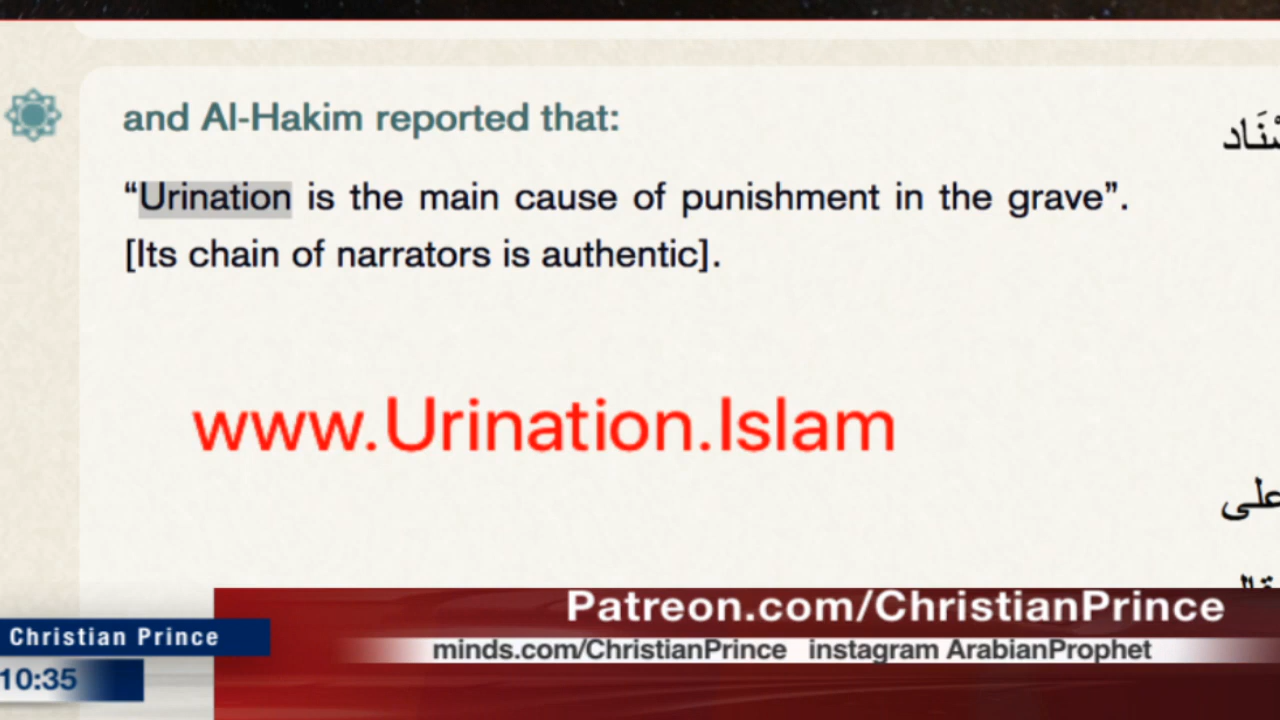 and Al-Hakim reported that:
“Urination is the main cause of punishment in the grave”.
[Its chain of narrators is authentic].
www.Urination.Islam
على
Patreon.com/ChristianPrince
Christian Prince
minds.com/ChristianPrince instagram ArabianProphet
10:35